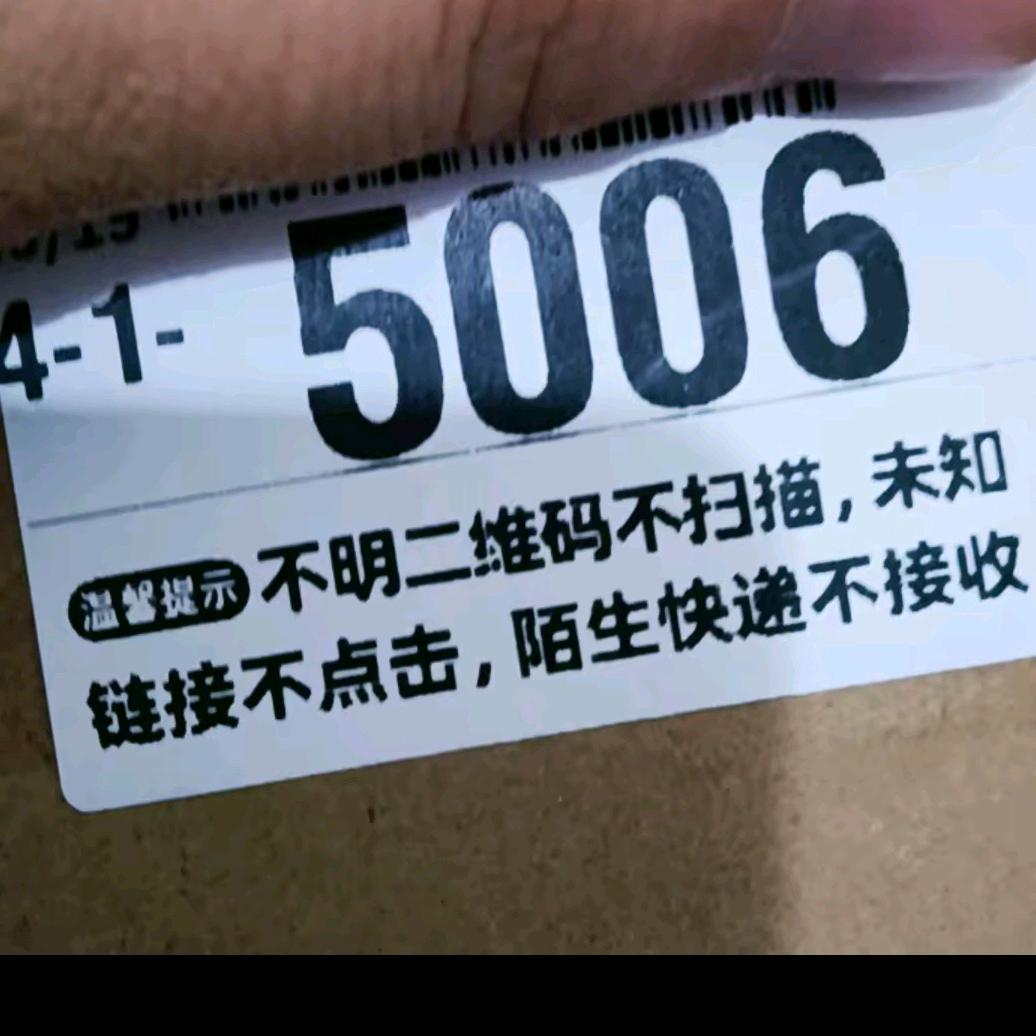 4-1-5006
温馨提示 不明二维码不扫描，未知
链接不点击，陌生快递不接收